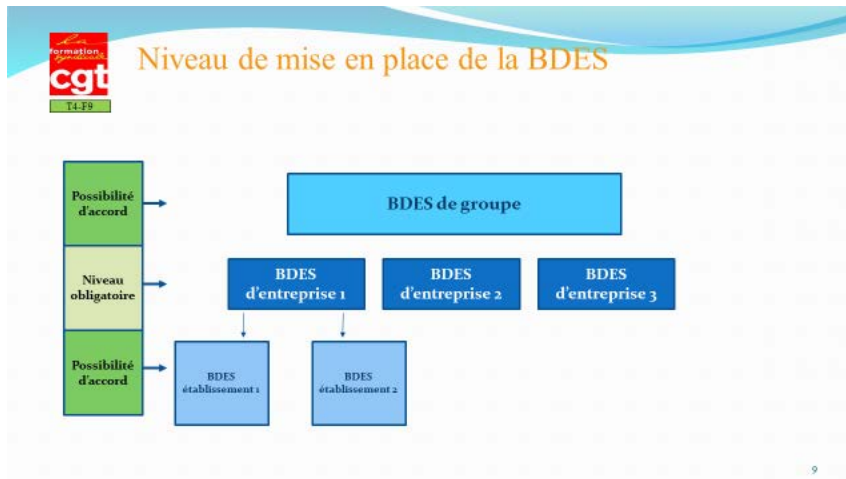 la
formation
syndicale
cgt
T4-F9
Niveau de mise en place de la BDES
Possibilité
d'accord
BDES de groupe
Niveau
obligatoire
BDES
d'entreprise 1
BDES
d'entreprise 2
BDES
d'entreprise 3
Possibilité
d'accord
BDES
établissement 1
BDES
établissement 2
9